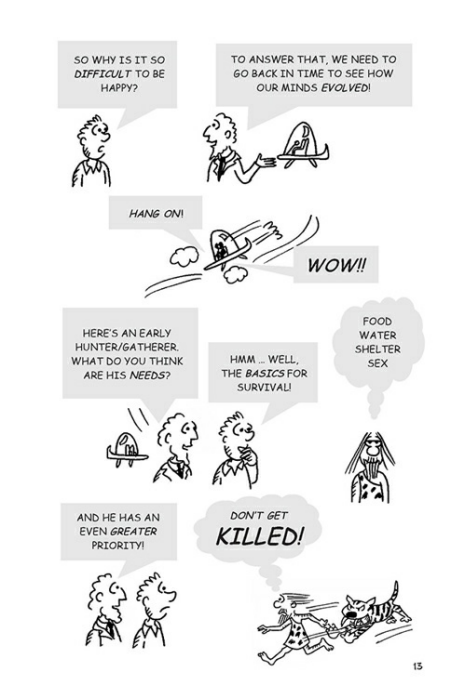 SO WHY IS IT SO
DIFFICULT TO BE
HAPPY?
TO ANSWER THAT, WE NEED TO
GO BACK IN TIME TO SEE HOW
OUR MINDS EVOLVED!
HANG ON!
WOW!!
HERE'S AN EARLY
HUNTER/GATHERER.
WHAT DO YOU THINK
ARE HIS NEEDS?
HMM ... WELL,
THE BASICS FOR
SURVIVAL!
FOOD
WATER
SHELTER
SEX
AND HE HAS AN
EVEN GREATER
PRIORITY!
DON'T GET
KILLED!
13